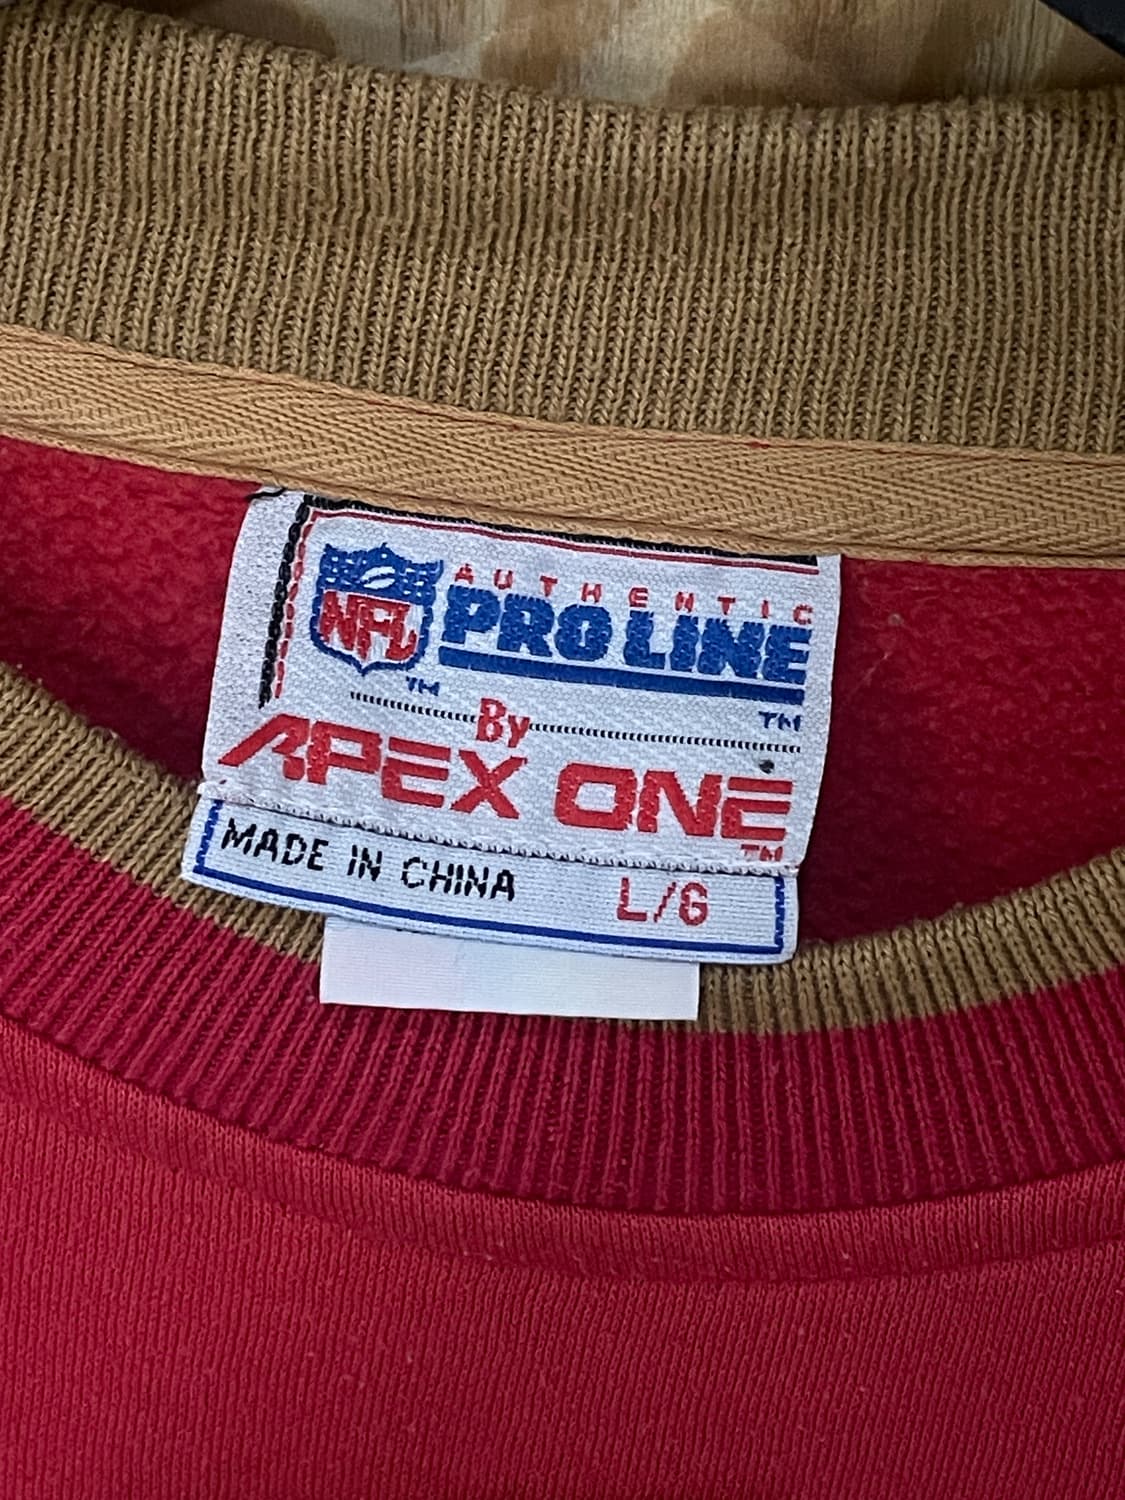 NFL
AUTHENTIC
PRO LINE
TM
TM
By
APEX ONE
TM
MADE IN CHINA L/G